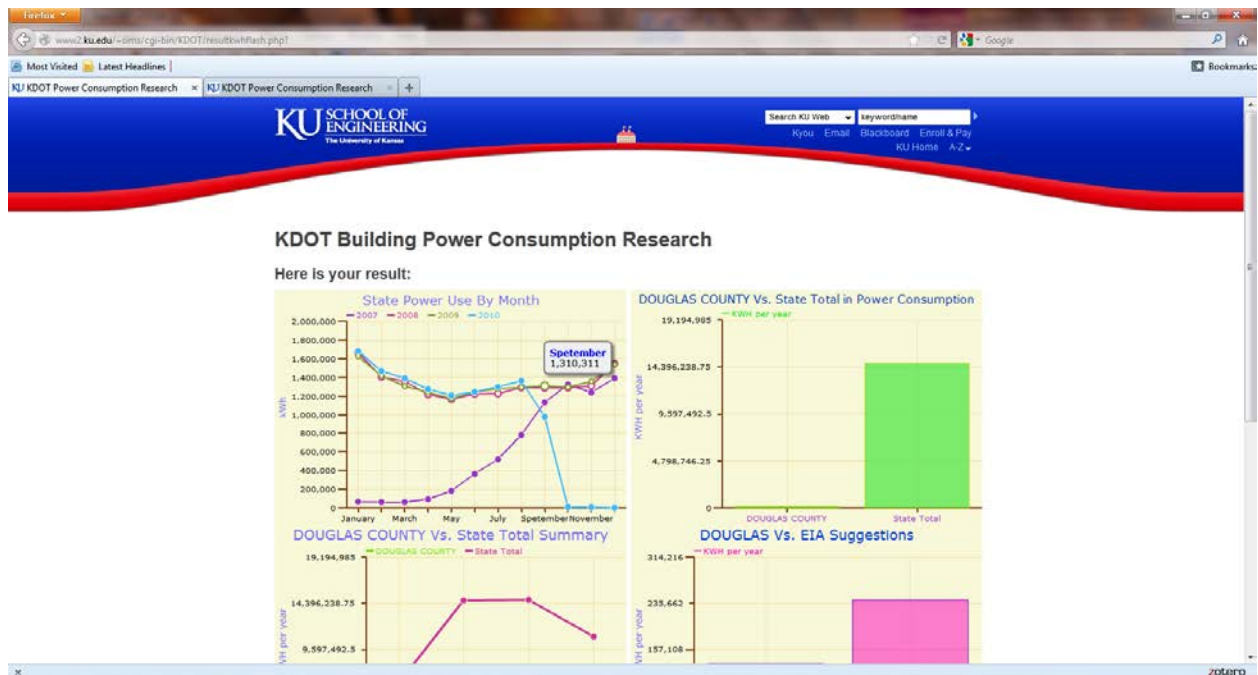 Firefox
www2.ku.edu/~oims/cgi-bin/KDOT/resultkwhflash.php?
Google
Most Visited Latest Headlines
Bookmarks
KU KDOT Power Consumption Research × KU KDOT Power Consumption Research × +
KU SCHOOL OF ENGINEERING
The University of Kansas
Search KU Web keyword/name
Kyou Email Blackboard Enroll & Pay
KU Home A-Z
KDOT Building Power Consumption Research
Here is your result:
State Power Use By Month
2007 2008 2009 2010
2,000,000
1,800,000
1,600,000
1,400,000
1,200,000
1,000,000
800,000
600,000
400,000
200,000
0
kWh
Spetember
1,310,311
January March May July Spetember November
DOUGLAS COUNTY Vs. State Total in Power Consumption
KWH per year
19,194,985
14,396,238.75
9,597,492.5
4,798,746.25
0
KWH per year
DOUGLAS COUNTY State Total
DOUGLAS COUNTY Vs. State Total Summary
DOUGLAS COUNTY State Total
19,194,985
14,396,238.75
9,597,492.5
WH per year
DOUGLAS Vs. EIA Suggestions
KWH per year
314,216
235,662
157,108
WH per year
× zotero